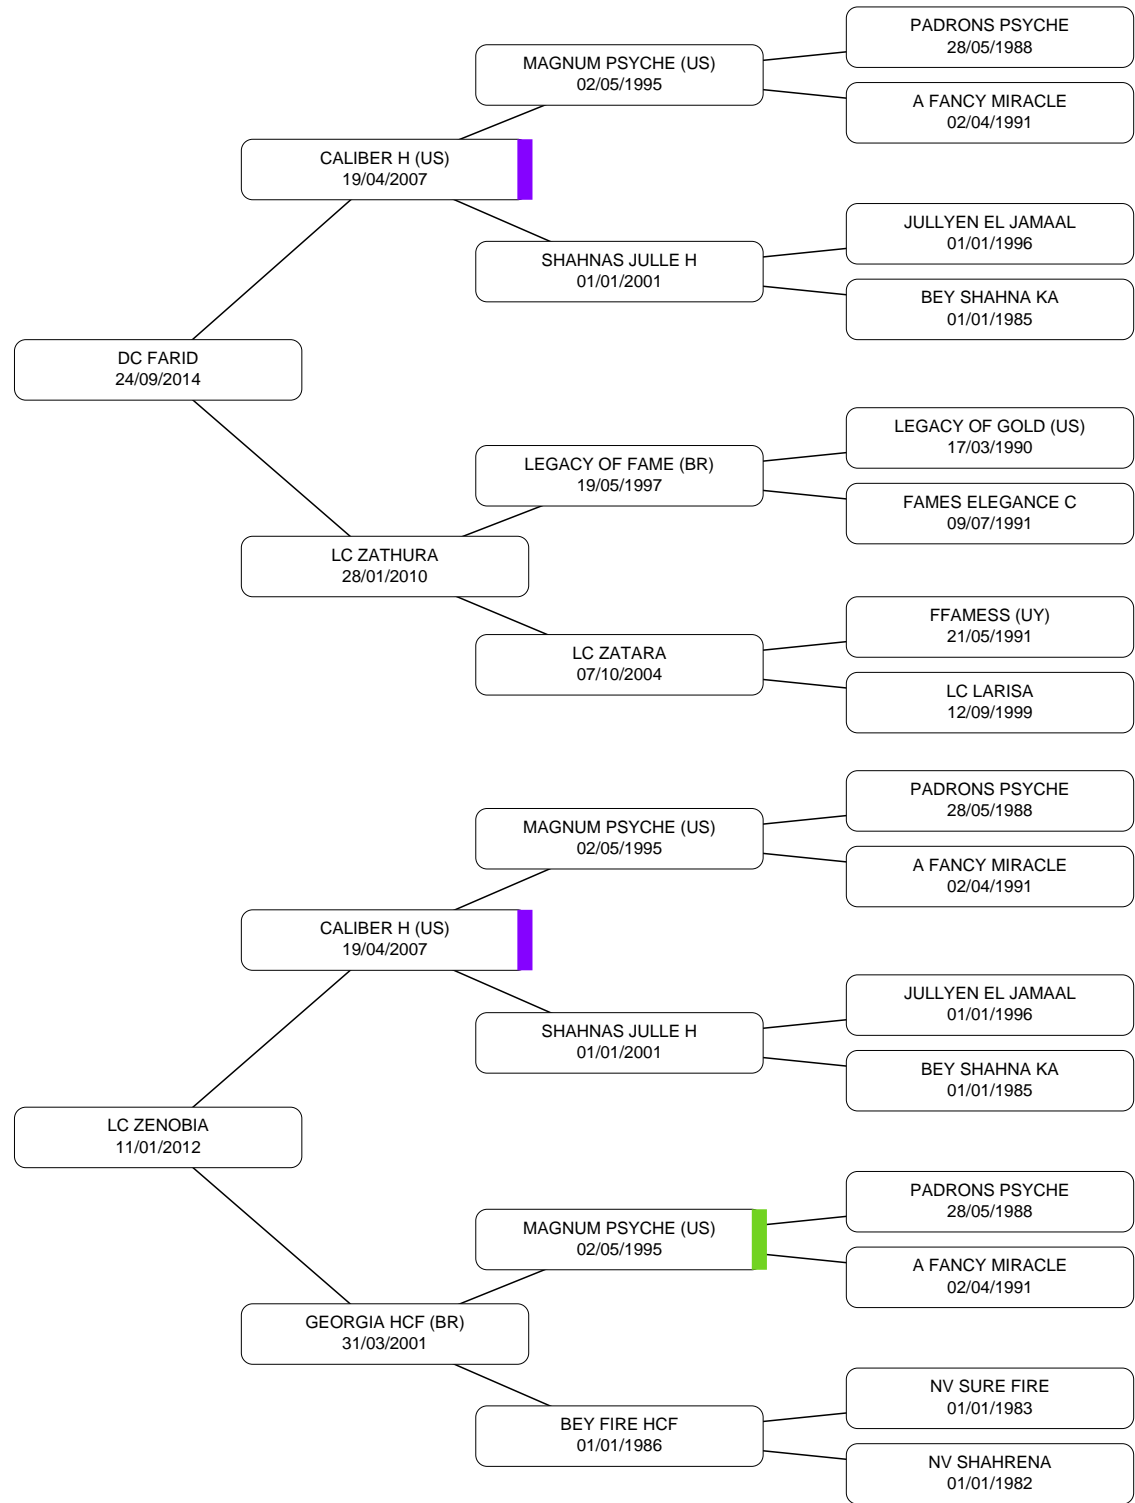 PADRONS PSYCHE
28/05/1988
MAGNUM PSYCHE (US)
02/05/1995
A FANCY MIRACLE
02/04/1991
CALIBER H (US)
19/04/2007
JULLYEN EL JAMAAL
01/01/1996
SHAHNAS JULLE H
01/01/2001
BEY SHAHNA KA
01/01/1985
DC FARID
24/09/2014
LEGACY OF GOLD (US)
17/03/1990
LEGACY OF FAME (BR)
19/05/1997
FAMES ELEGANCE C
09/07/1991
LC ZATHURA
28/01/2010
FFAMESS (UY)
21/05/1991
LC ZATARA
07/10/2004
LC LARISA
12/09/1999
PADRONS PSYCHE
28/05/1988
MAGNUM PSYCHE (US)
02/05/1995
A FANCY MIRACLE
02/04/1991
CALIBER H (US)
19/04/2007
JULLYEN EL JAMAAL
01/01/1996
SHAHNAS JULLE H
01/01/2001
BEY SHAHNA KA
01/01/1985
LC ZENOBIA
11/01/2012
PADRONS PSYCHE
28/05/1988
MAGNUM PSYCHE (US)
02/05/1995
A FANCY MIRACLE
02/04/1991
GEORGIA HCF (BR)
31/03/2001
NV SURE FIRE
01/01/1983
BEY FIRE HCF
01/01/1986
NV SHAHRENA
01/01/1982